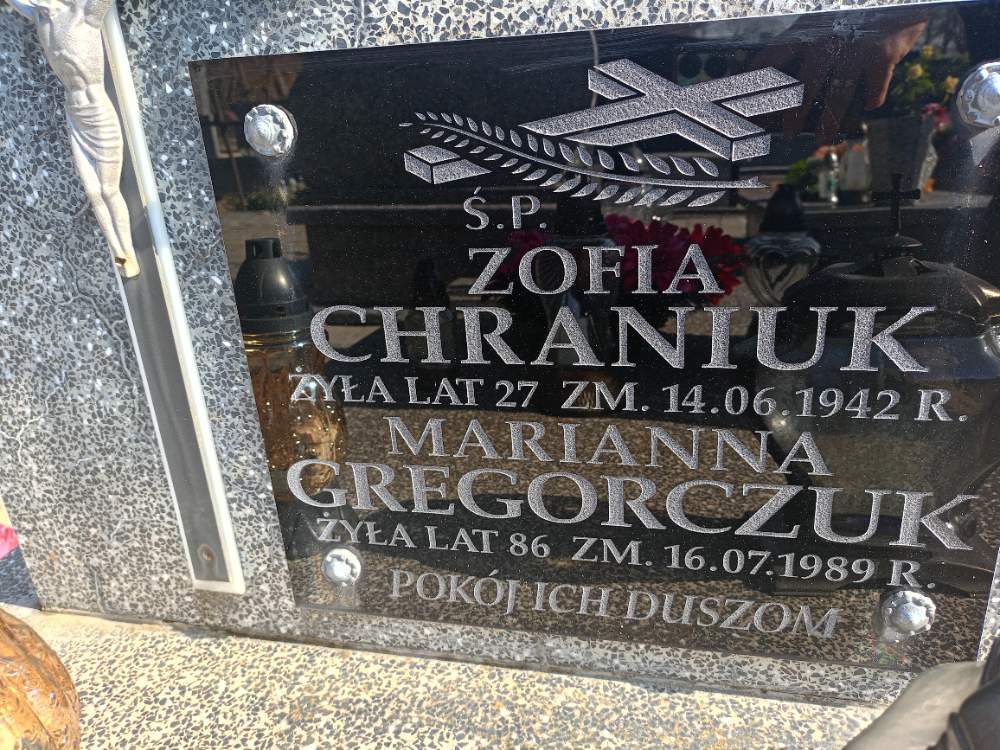 Ś.P.
ZOFIA
CHRANIUK
ŻYŁA LAT 27 ZM. 14.06.1942 R.
MARIANNA
GREGORCZUK
ŻYŁA LAT 86 ZM. 16.07.1989 R.
POKÓJ ICH DUSZOM